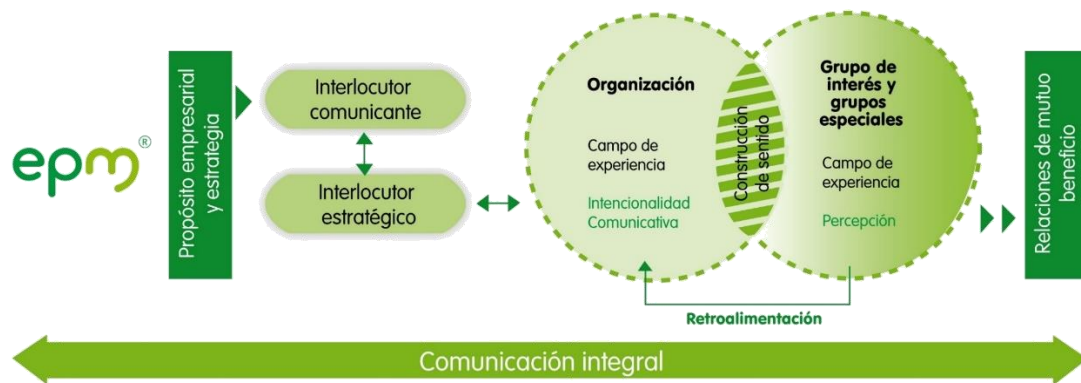 epm®
Propósito empresarial
y estrategia
Interlocutor
comunicante
Interlocutor
estratégico
Organización
Campo de
experiencia
Intencionalidad
Comunicativa
Construcción
de sentido
Grupo de
interés y
grupos
especiales
Campo de
experiencia
Percepción
Relaciones de mutuo
beneficio
Retroalimentación
Comunicación integral